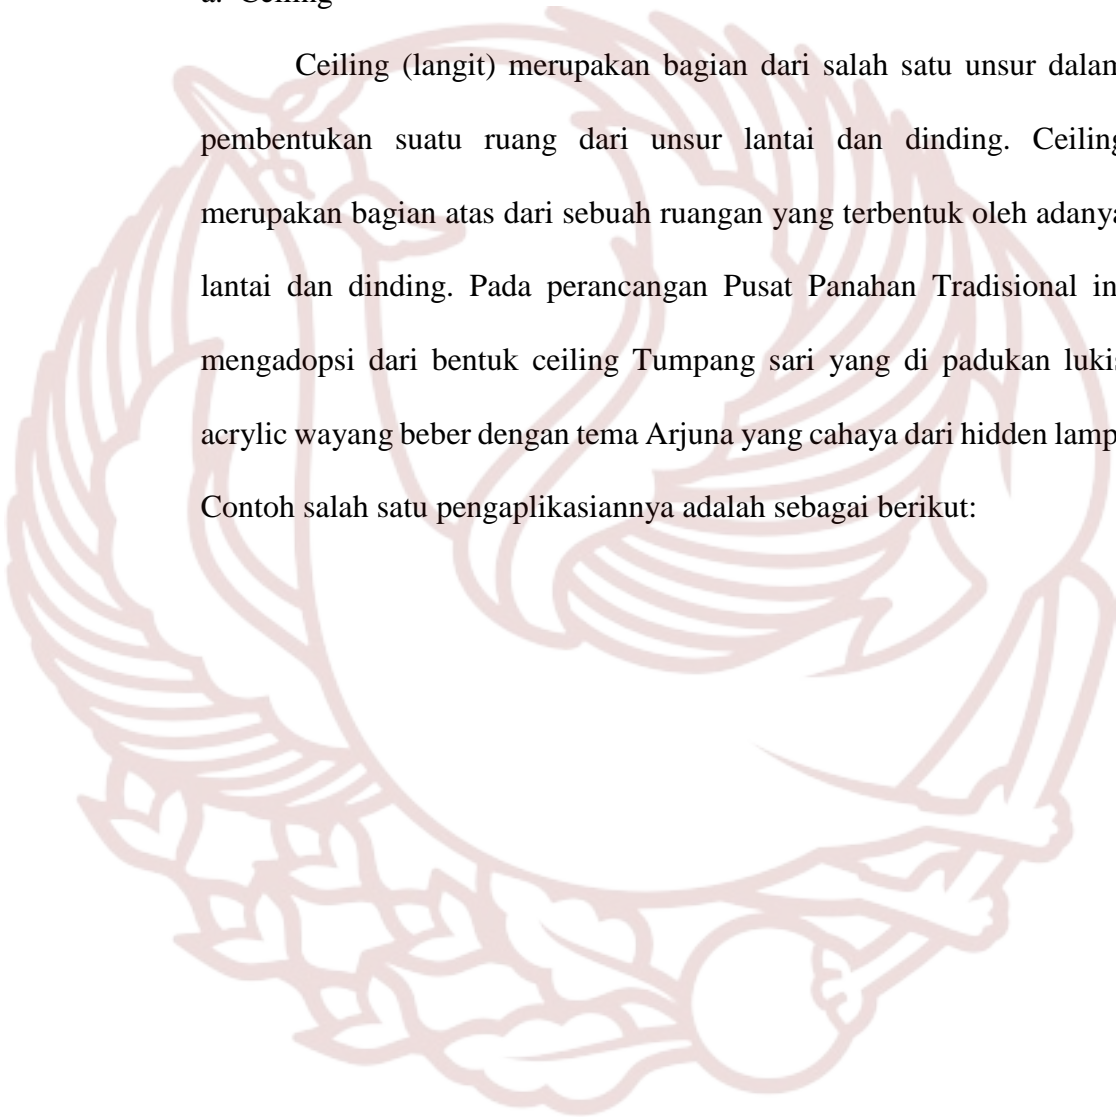 a. Ceiling
Ceiling (langit) merupakan bagian dari salah satu unsur dalam
pembentukan suatu ruang dari unsur lantai dan dinding. Ceiling
merupakan bagian atas dari sebuah ruangan yang terbentuk oleh adanya
lantai dan dinding. Pada perancangan Pusat Panahan Tradisional ini
mengadopsi dari bentuk ceiling Tumpang sari yang di padukan lukis
acrylic wayang beber dengan tema Arjuna yang cahaya dari hidden lamp.
Contoh salah satu pengaplikasiannya adalah sebagai berikut: